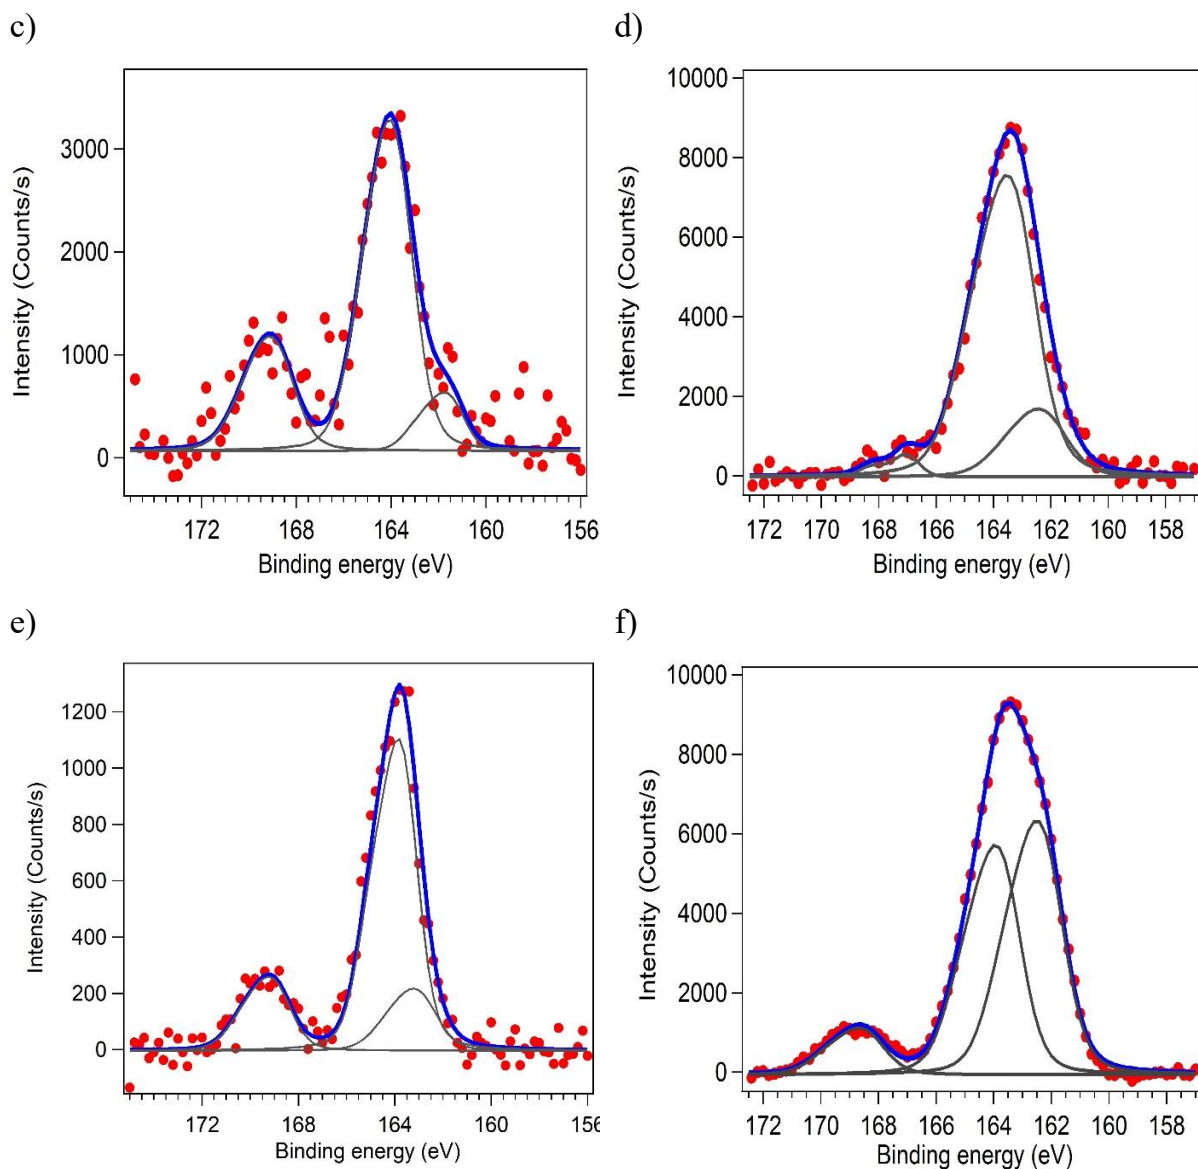 c)
d)
3000
2000
1000
0
Intensity (Counts/s)
172 168 164 160 156
Binding energy (eV)
10000
8000
6000
4000
2000
0
Intensity (Counts/s)
172 170 168 166 164 162 160 158
Binding energy (eV)
e)
f)
1200
1000
800
600
400
200
0
Intensity (Counts/s)
172 168 164 160 156
Binding energy (eV)
10000
8000
6000
4000
2000
0
Intensity (Counts/s)
172 170 168 166 164 162 160 158
Binding energy (eV)